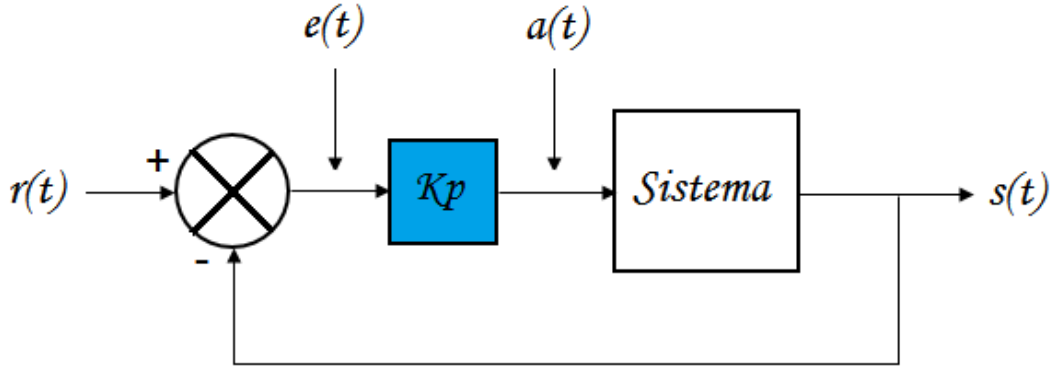 e(t)
a(t)
+
r(t)
Kp
Sistema
s(t)
-